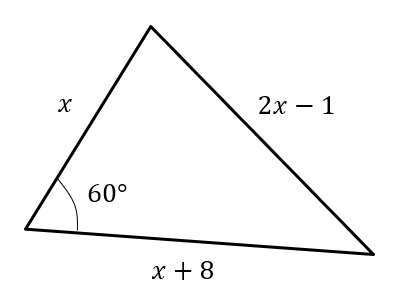 x
2x − 1
60°
x + 8